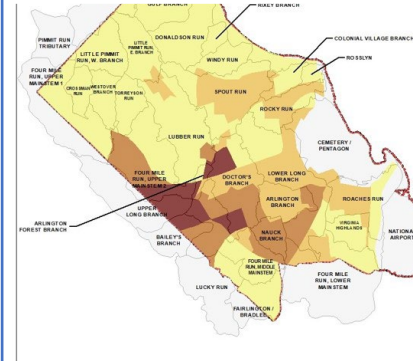 GULF BRANCH
RIXEY BRANCH
PIMMIT RUN
TRIBUTARY
DONALDSON RUN
LITTLE
PIMMIT RUN,
E. BRANCH
COLONIAL VILLAGE BRANCH
LITTLE PIMMIT
RUN, W. BRANCH
WINDY RUN
ROSSLYN
FOUR MILE
RUN, UPPER
MAINSTEM 1
CROSSMAN
RUN
WESTOVER
BRANCH
TORREYSON
RUN
SPOUT RUN
ROCKY RUN
LUBBER RUN
CEMETERY /
PENTAGON
FOUR MILE
RUN, UPPER
MAINSTEM 2
DOCTOR'S
BRANCH
LOWER LONG
BRANCH
UPPER
LONG BRANCH
ARLINGTON
BRANCH
ROACHES RUN
ARLINGTON
FOREST BRANCH
VIRGINIA
HIGHLANDS
BAILEY'S
BRANCH
NAUCK
BRANCH
NATIONAL
AIRPORT
FOUR MILE
RUN, MIDDLE
MAINSTEM
FOUR MILE
RUN, LOWER
MAINSTEM
LUCKY RUN
FAIRLINGTON /
BRADLEE